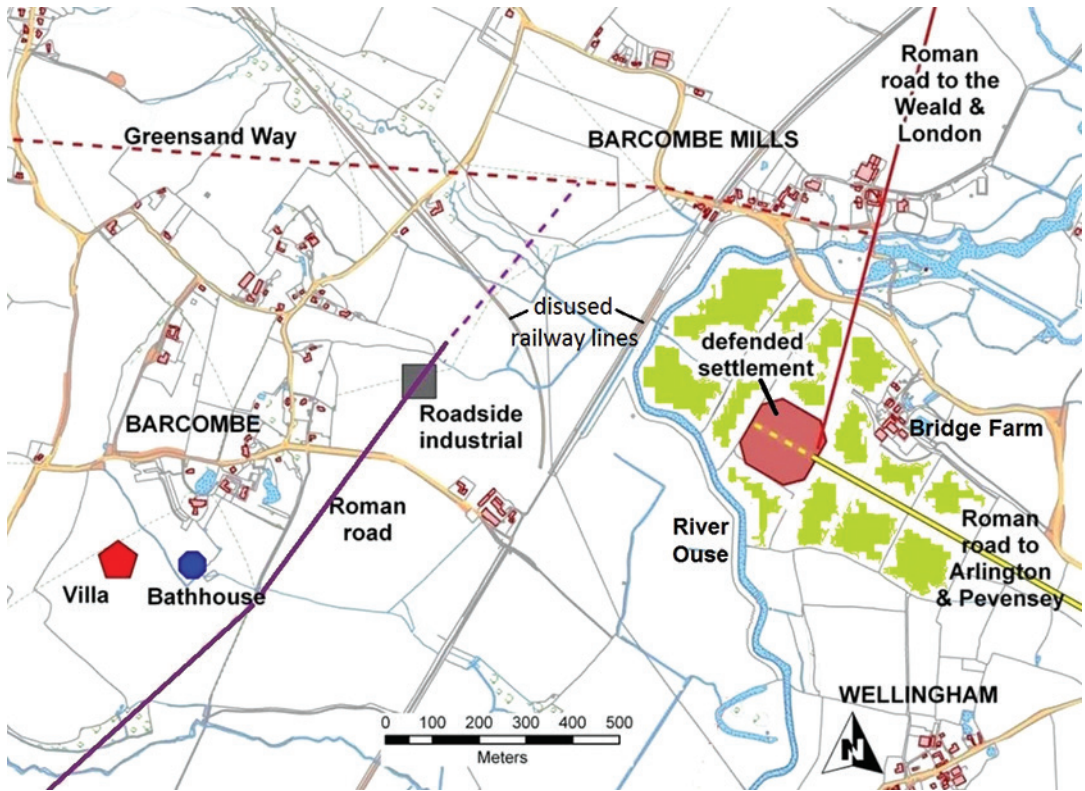 Roman
road to the
Weald &
London
Greensand Way
BARCOMBE MILLS
disused
railway lines
defended
settlement
Roadside
industrial
BARCOMBE
Bridge Farm
Roman
road
River
Ouse
Roman
road to
Arlington
& Pevensey
Villa
Bathhouse
WELLINGHAM
0 100 200 300 400 500
Meters
N